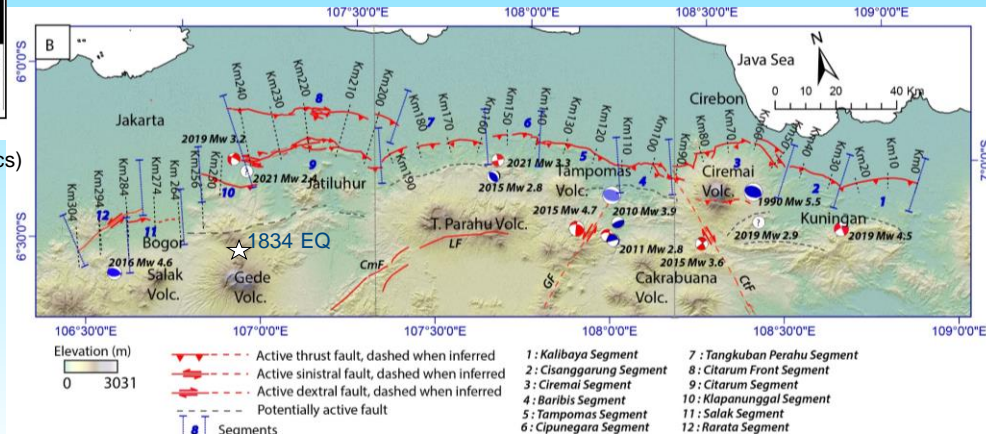 cs)
107°30'0"E 108°00'E 108°30'0"E 109°00'E
B
6°0'0"S
6°30'0"S
7°0'0"S
N
Java Sea
0 10 20 30 40 Km
Cirebon
Jakarta
Km240
Km230
Km220
Km210
Km200
Km190
Km180
Km170
Km160
Km150
Km140
Km130
Km120
Km110
Km100
Km90
Km80
Km70
Km60
Km50
Km40
Km30
Km20
Km10
Km0
8
7
6
5
4
3
2
1
9
10
11
12
2019 Mw 3.2
2021 Mw 3.3
2015 Mw 2.8
Tampomas
Volc.
Ciremai
Volc.
1990 Mw 5.5
Jatiluhur
Km256
Km 264
Km274
Km284
Km294
Km304
T. Parahu Volc.
2015 Mw 4.7
2010 Mw 3.9
2011 Mw 2.8
2015 Mw 3.6
2019 Mw 2.9
Kuningan
2019 Mw 4.5
Bogor
1834 EQ
2016 Mw 4.6
Salak
Volc.
Gede
Volc.
CmF
LF
GF
Cakrabuana
Volc.
CtF
106°30'0"E 107°0'0"E 107°30'0"E 108°0'0"E 108°30'0"E 109°0'0"E
Elevation (m)
0 3031
Active thrust fault, dashed when inferred
Active sinistral fault, dashed when inferred
Active dextral fault, dashed when inferred
Potentially active fault
8 Segments
1 : Kalibaya Segment
2 : Cisanggarung Segment
3 : Ciremai Segment
4 : Baribis Segment
5 : Tampomas Segment
6 : Cipunegara Segment
7 : Tangkuban Perahu Segment
8 : Citarum Front Segment
9 : Citarum Segment
10 : Klapanunggal Segment
11 : Salak Segment
12 : Rarata Segment